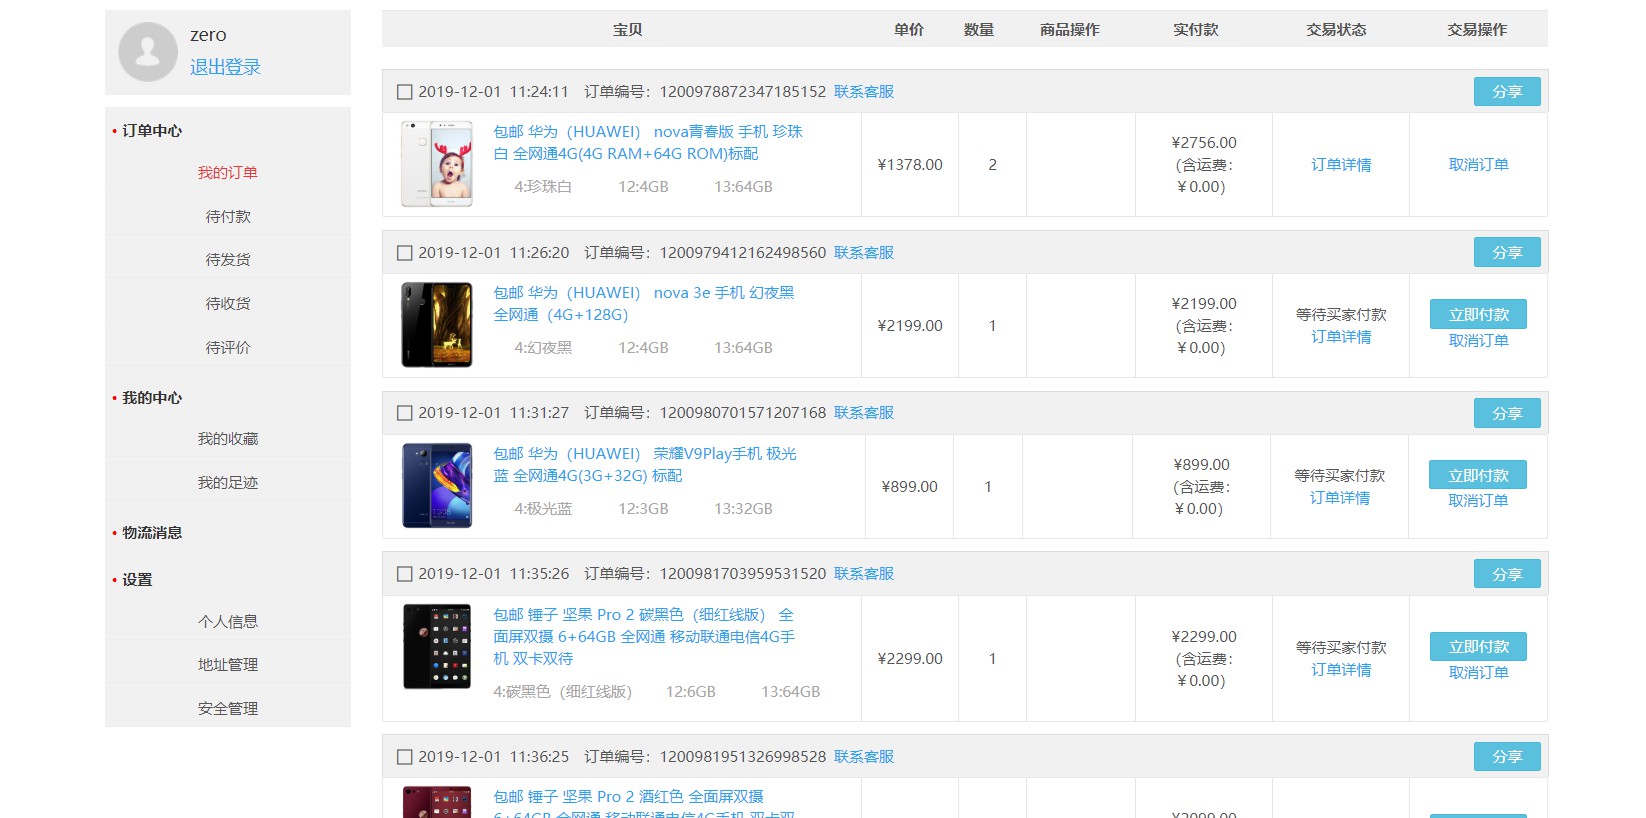 zero
退出登录
• 订单中心
我的订单
待付款
待发货
待收货
待评价
• 我的中心
我的收藏
我的足迹
• 物流消息
• 设置
个人信息
地址管理
安全管理
宝贝 单价 数量 商品操作 实付款 交易状态 交易操作
2019-12-01 11:24:11 订单编号：1200978872347185152 联系客服 分享
包邮 华为（HUAWEI） nova青春版 手机 珍珠
白 全网通4G(4G RAM+64G ROM)标配
4:珍珠白 12:4GB 13:64GB
¥1378.00
2
¥2756.00
(含运费：
￥0.00)
订单详情
取消订单
2019-12-01 11:26:20 订单编号：1200979412162498560 联系客服 分享
包邮 华为（HUAWEI） nova 3e 手机 幻夜黑
全网通（4G+128G）
4:幻夜黑 12:4GB 13:64GB
¥2199.00
1
¥2199.00
(含运费：
￥0.00)
等待买家付款
订单详情
立即付款
取消订单
2019-12-01 11:31:27 订单编号：1200980701571207168 联系客服 分享
包邮 华为（HUAWEI） 荣耀V9Play手机 极光
蓝 全网通4G(3G+32G) 标配
4:极光蓝 12:3GB 13:32GB
¥899.00
1
¥899.00
(含运费：
￥0.00)
等待买家付款
订单详情
立即付款
取消订单
2019-12-01 11:35:26 订单编号：1200981703959531520 联系客服 分享
包邮 锤子 坚果 Pro 2 碳黑色（细红线版） 全
面屏双摄 6+64GB 全网通 移动联通电信4G手
机 双卡双待
4:碳黑色（细红线版） 12:6GB 13:64GB
¥2299.00
1
¥2299.00
(含运费：
￥0.00)
等待买家付款
订单详情
立即付款
取消订单
2019-12-01 11:36:25 订单编号：1200981951326998528 联系客服 分享
包邮 锤子 坚果 Pro 2 酒红色 全面屏双摄
6+64GB 全网通 移动联通电信4G手机 双卡双
¥2099.00